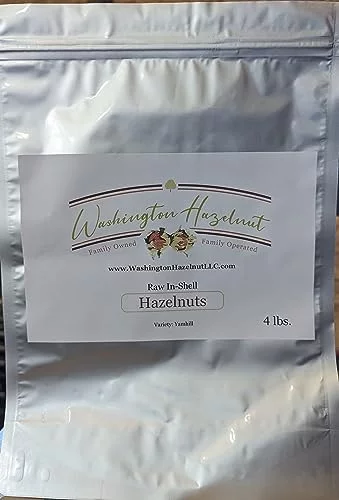 Washington Hazelnut
Family Owned Family Operated
www.WashingtonHazelnutLLC.com
Raw In-Shell
Hazelnuts
4 lbs.
Variety: Yamhill